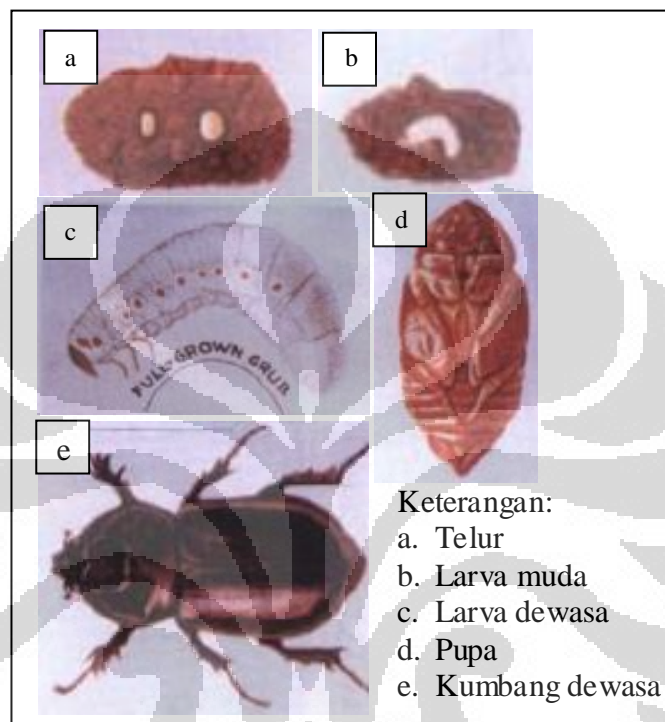 a
b
c
d
FULL GROWN GRUB
e
Keterangan:
a. Telur
b. Larva muda
c. Larva dewasa
d. Pupa
e. Kumbang dewasa